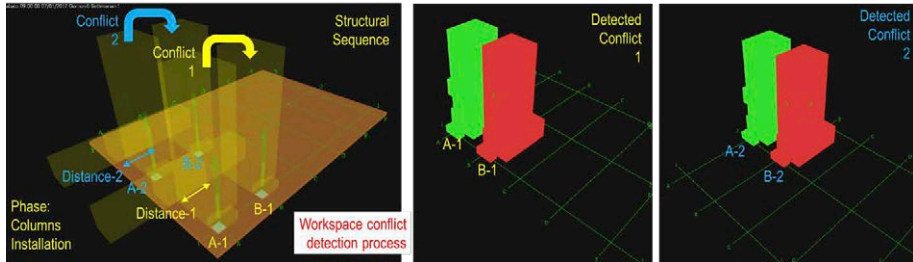 Conflict
2
Conflict
1
Structural
Sequence
Distance-2
A-2
B-2
Distance-1
A-1
B-1
Phase:
Columns
Installation
Workspace conflict
detection process
Detected
Conflict
1
A-1
B-1
Detected
Conflict
2
A-2
B-2